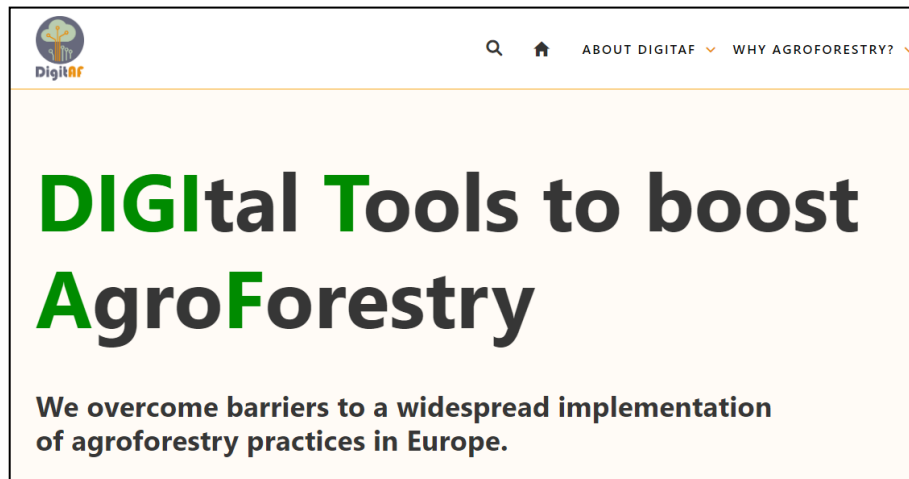 DigitAF
ABOUT DIGITAF
WHY AGROFORESTRY?
DIGItal Tools to boost
AgroForestry
We overcome barriers to a widespread implementation
of agroforestry practices in Europe.